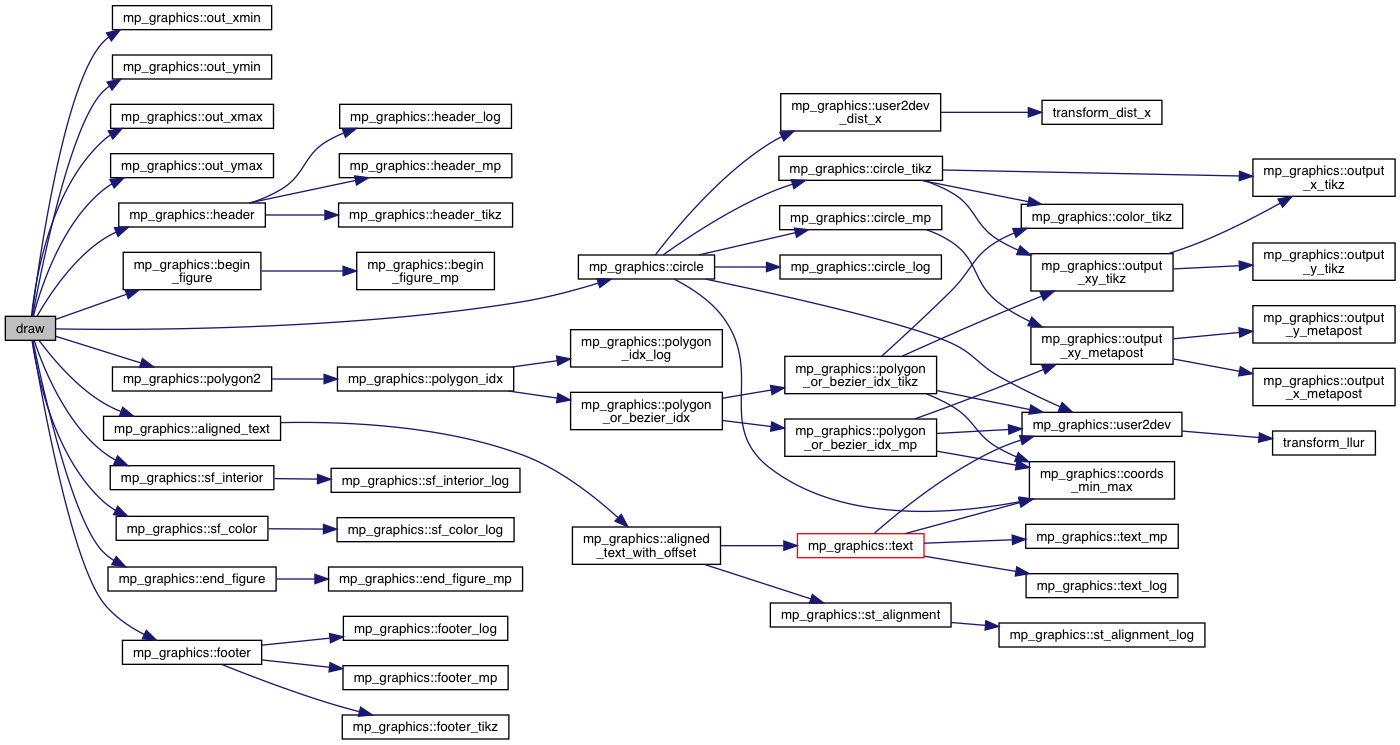 mp_graphics::out_xmin
mp_graphics::out_ymin
mp_graphics::out_xmax
mp_graphics::out_ymax
mp_graphics::header
mp_graphics::begin
_figure
draw
mp_graphics::polygon2
mp_graphics::aligned_text
mp_graphics::sf_interior
mp_graphics::sf_color
mp_graphics::end_figure
mp_graphics::footer
mp_graphics::header_log
mp_graphics::header_mp
mp_graphics::header_tikz
mp_graphics::begin
_figure_mp
mp_graphics::polygon_idx
mp_graphics::sf_interior_log
mp_graphics::sf_color_log
mp_graphics::end_figure_mp
mp_graphics::footer_log
mp_graphics::footer_mp
mp_graphics::footer_tikz
mp_graphics::circle
mp_graphics::polygon
_idx_log
mp_graphics::polygon
_or_bezier_idx
mp_graphics::aligned
_text_with_offset
mp_graphics::user2dev
_dist_x
mp_graphics::circle_tikz
mp_graphics::circle_mp
mp_graphics::circle_log
mp_graphics::polygon
_or_bezier_idx_tikz
mp_graphics::polygon
_or_bezier_idx_mp
mp_graphics::text
mp_graphics::st_alignment
transform_dist_x
mp_graphics::color_tikz
mp_graphics::output
_xy_tikz
mp_graphics::output
_xy_metapost
mp_graphics::user2dev
mp_graphics::coords
_min_max
mp_graphics::text_mp
mp_graphics::text_log
mp_graphics::st_alignment_log
mp_graphics::output
_x_tikz
mp_graphics::output
_y_tikz
mp_graphics::output
_y_metapost
mp_graphics::output
_x_metapost
transform_llur